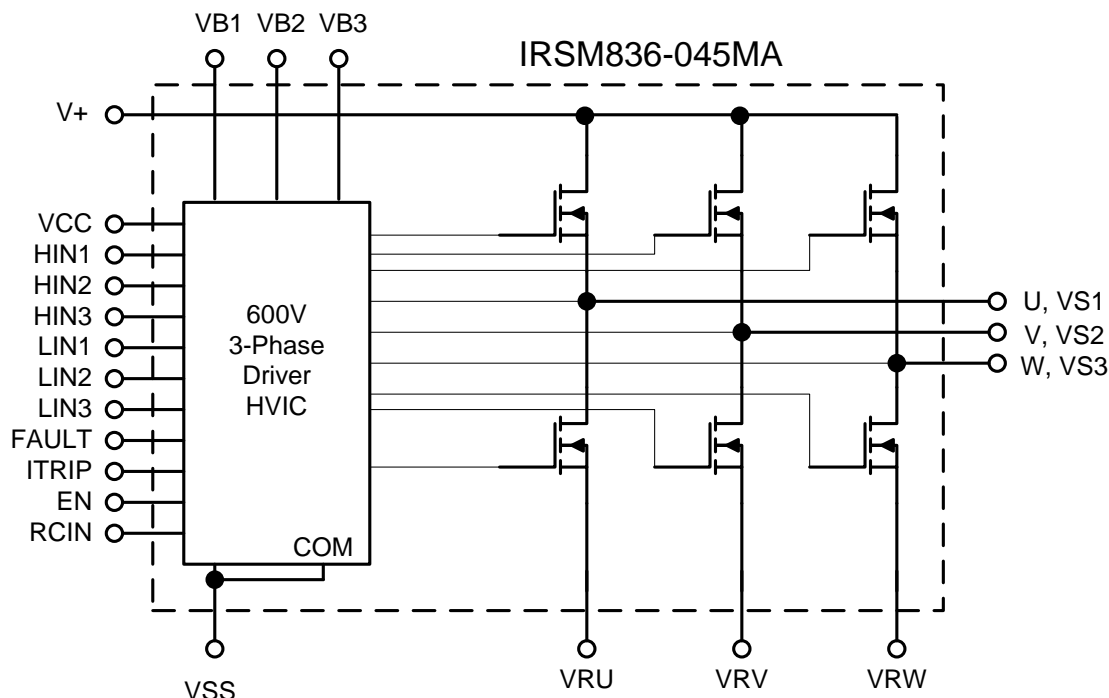 VB1 VB2 VB3
IRSM836-045MA
V+
VCC
HIN1
HIN2
HIN3
LIN1
LIN2
LIN3
FAULT
ITRIP
EN
RCIN
600V
3-Phase
Driver
HVIC
COM
U, VS1
V, VS2
W, VS3
VSS
VRU
VRV
VRW